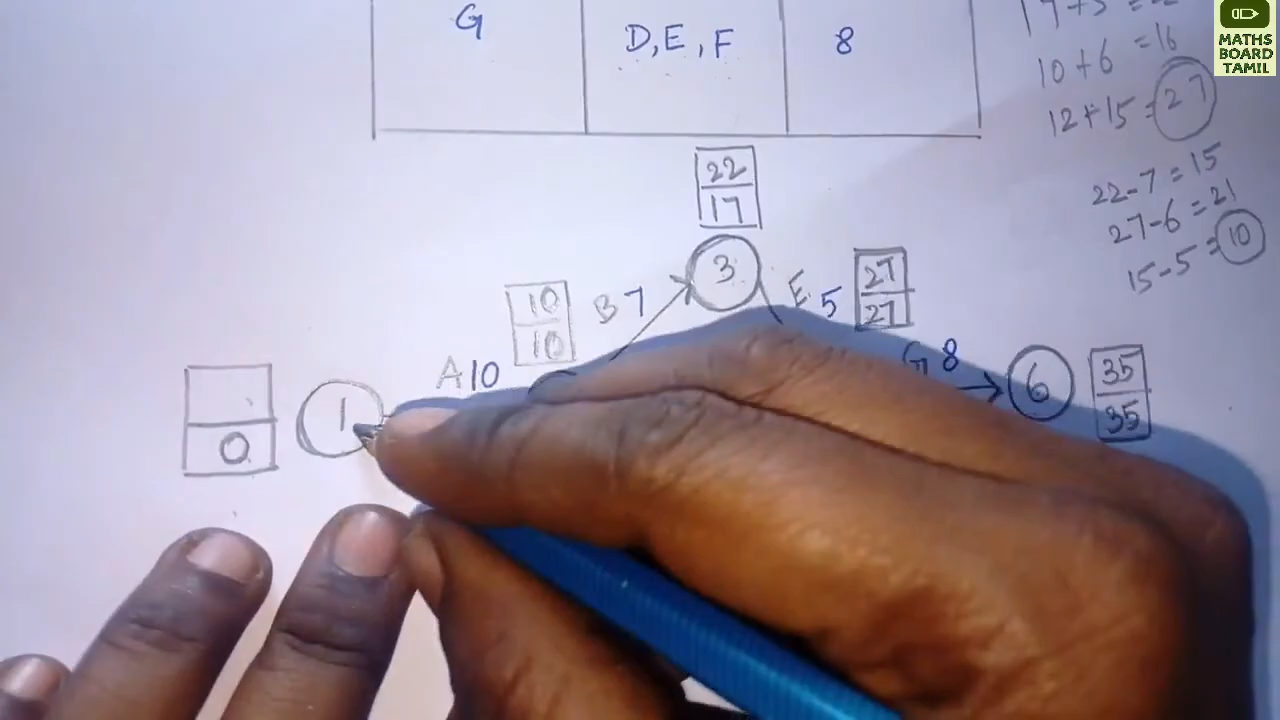 G
D, E, F
8
10+6 =16
12+15 = 27
22-7 = 15
27-6 = 21
15-5 = 10
MATHS
BOARD
TAMIL
22
17
3
10
10
B 7
E 5
27
27
A 10
G 8
6
35
35
0
1